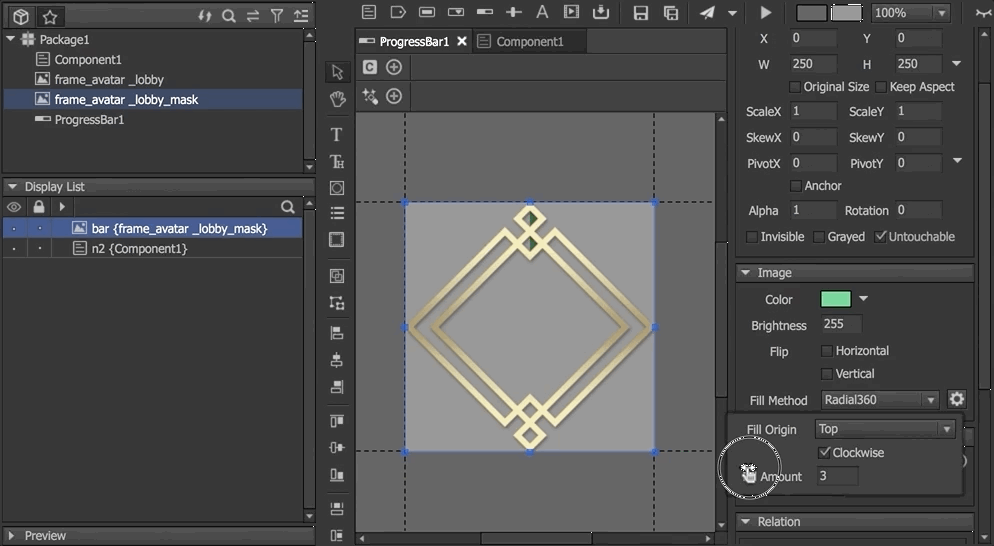 100%
ProgressBar1
Component1
Package1
Component1
frame_avatar _lobby
frame_avatar _lobby_mask
ProgressBar1
Display List
bar {frame_avatar _lobby_mask}
n2 {Component1}
Preview
X 0 Y 0
W 250 H 250
Original Size Keep Aspect
ScaleX 1 ScaleY 1
SkewX 0 SkewY 0
PivotX 0 PivotY 0
Anchor
Alpha 1 Rotation 0
Invisible Grayed Untouchable
Image
Color
Brightness 255
Flip Horizontal
Vertical
Fill Method Radial360
Fill Origin Top
Clockwise
Amount 3
Relation